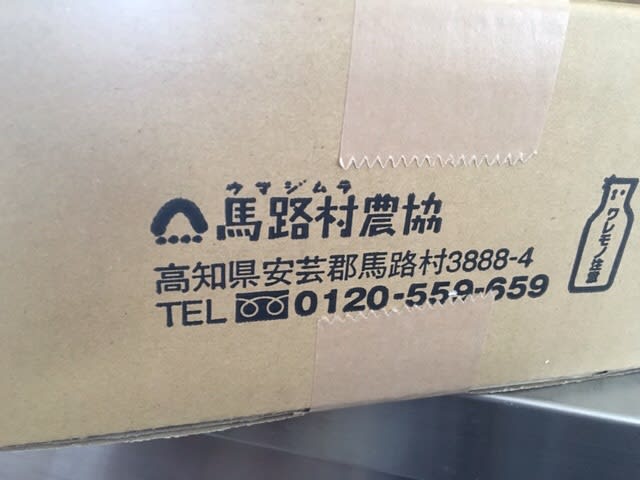 ウマジムラ
馬路村農協
高知県安芸郡馬路村3888-4
TEL 0120-559-659
ワレモノ注意